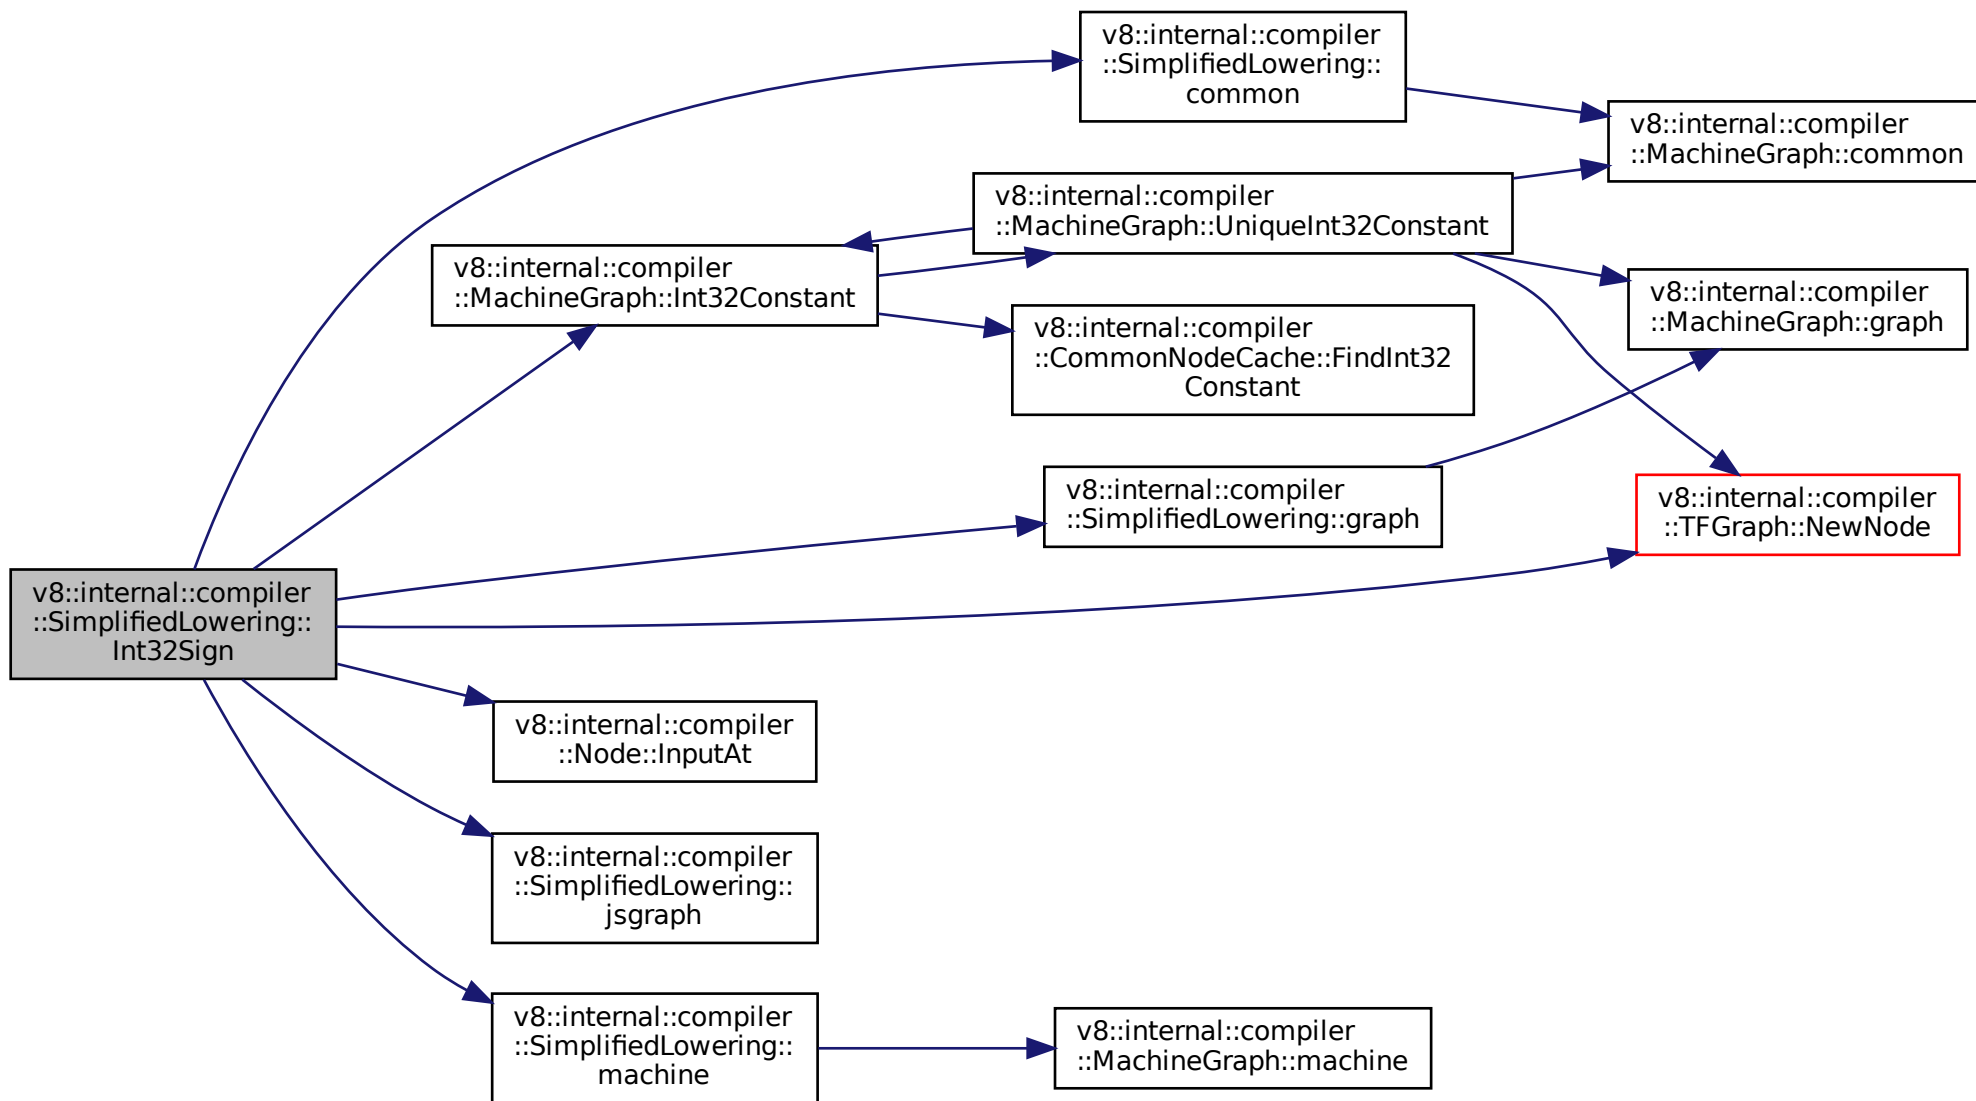 v8::internal::compiler
::SimplifiedLowering::
Int32Sign
v8::internal::compiler
::SimplifiedLowering::
common
v8::internal::compiler
::MachineGraph::common
v8::internal::compiler
::MachineGraph::UniqueInt32Constant
v8::internal::compiler
::MachineGraph::Int32Constant
v8::internal::compiler
::MachineGraph::graph
v8::internal::compiler
::CommonNodeCache::FindInt32
Constant
v8::internal::compiler
::SimplifiedLowering::graph
v8::internal::compiler
::TFGraph::NewNode
v8::internal::compiler
::Node::InputAt
v8::internal::compiler
::SimplifiedLowering::
jsgraph
v8::internal::compiler
::SimplifiedLowering::
machine
v8::internal::compiler
::MachineGraph::machine